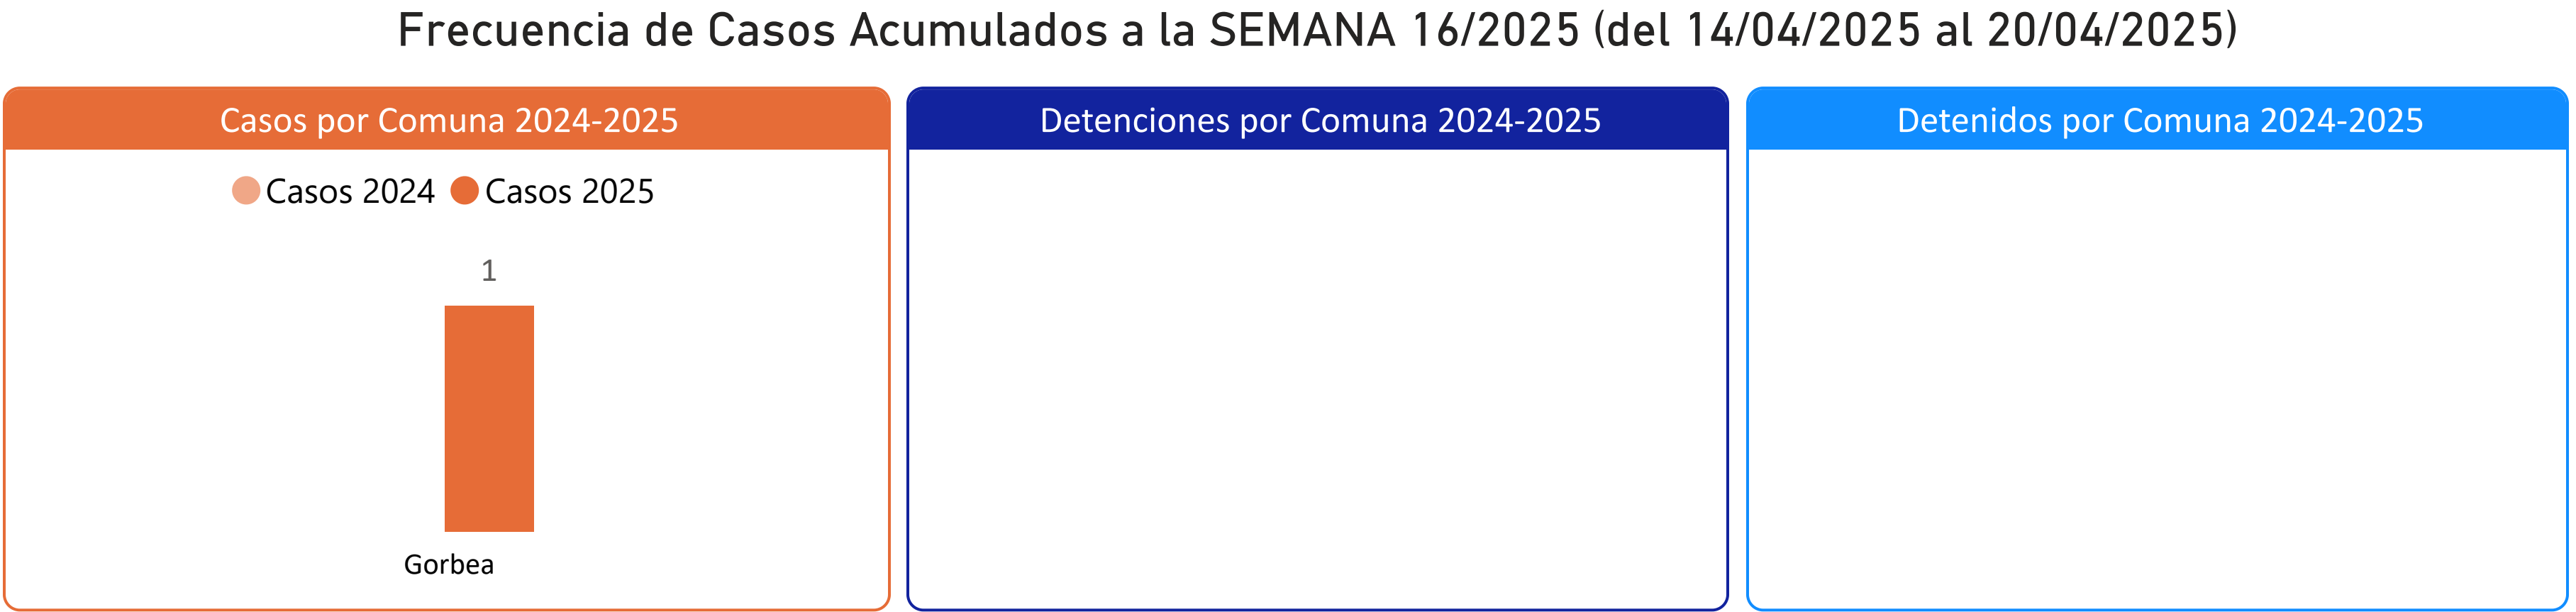 Frecuencia de Casos Acumulados a la SEMANA 16/2025 (del 14/04/2025 al 20/04/2025)
Casos por Comuna 2024-2025
Casos 2024 Casos 2025
1
Gorbea
Detenciones por Comuna 2024-2025
Detenidos por Comuna 2024-2025